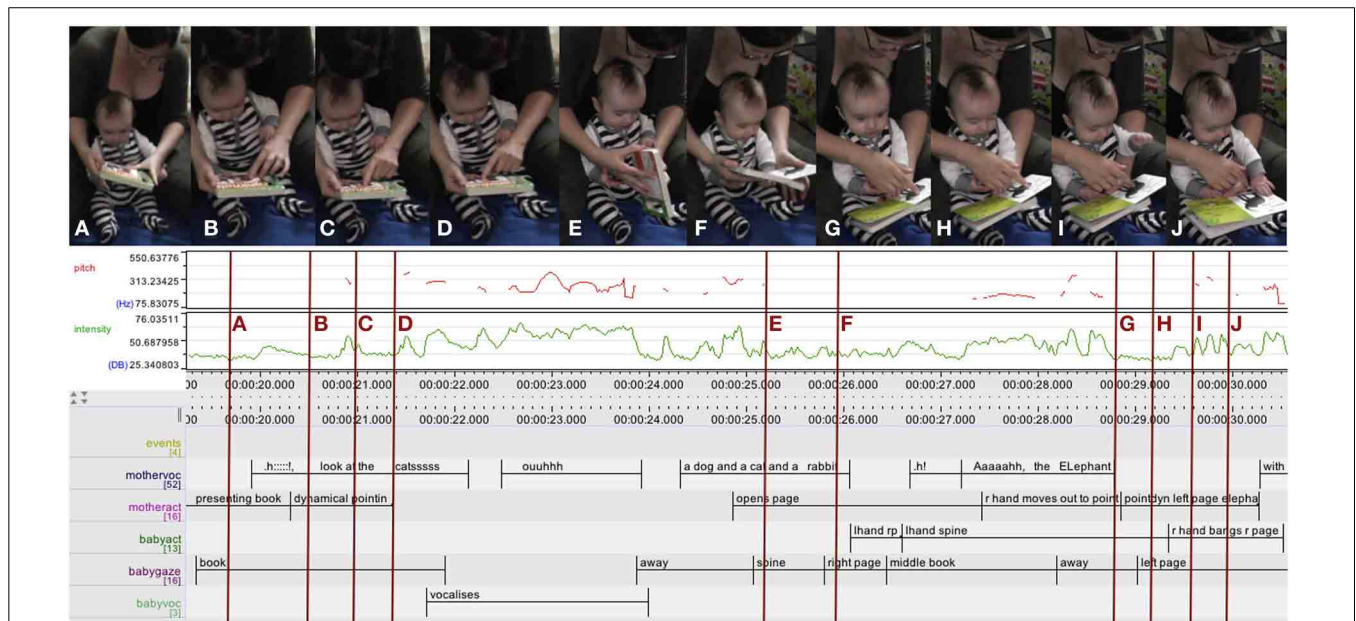 A B C D E F G H I J
550.63776
pitch
313.23425
(Hz) 75.83075
76.03511
A B C D E F G H I J
intensity
50.687958
(DB) 25.340803
00 00:00:20.000 00:00:21.000 00:00:22.000 00:00:23.000 00:00:24.000 00:00:25.000 00:00:26.000 00:00:27.000 00:00:28.000 00:00:29.000 00:00:30.000
00 00:00:20.000 00:00:21.000 00:00:22.000 00:00:23.000 00:00:24.000 00:00:25.000 00:00:26.000 00:00:27.000 00:00:28.000 00:00:29.000 00:00:30.000
events
[4]
.h:::::!, look at the catsssss ouuhhh a dog and a cat and a rabbit .h! Aaaaahh, the ELephant with
mothervoc
[52]
presenting book dynamical pointin opens page r hand moves out to point pointdyn left page elepha
motheract
[16]
lhand rp lhand spine r hand bangs r page
babyact
[13]
book away spine right page middle book away left page
babygaze
[16]
vocalises
babyvoc
[3]